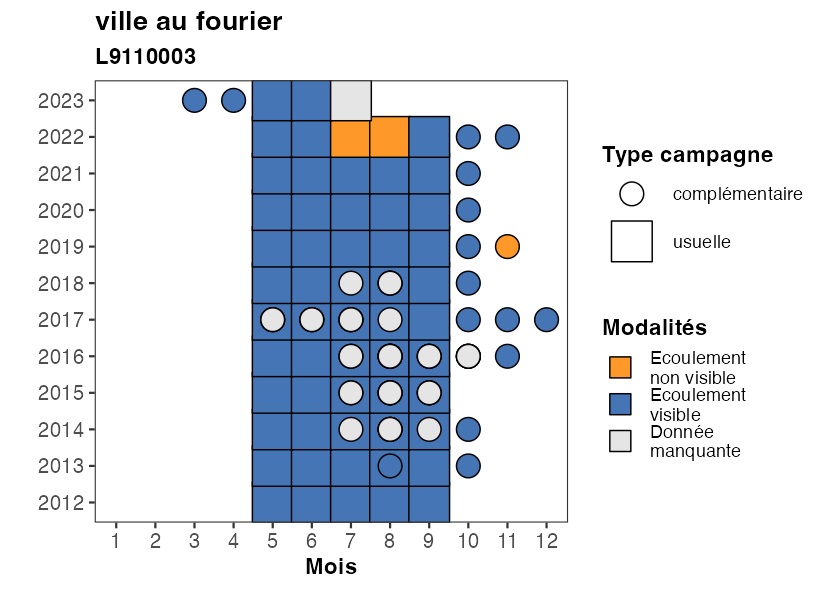 ville au fourier
L9110003
2023
2022
2021
2020
2019
2018
2017
2016
2015
2014
2013
2012
1 2 3 4 5 6 7 8 9 10 11 12
Mois
Type campagne
complémentaire
usuelle
Modalités
Ecoulement
non visible
Ecoulement
visible
Donnée
manquante